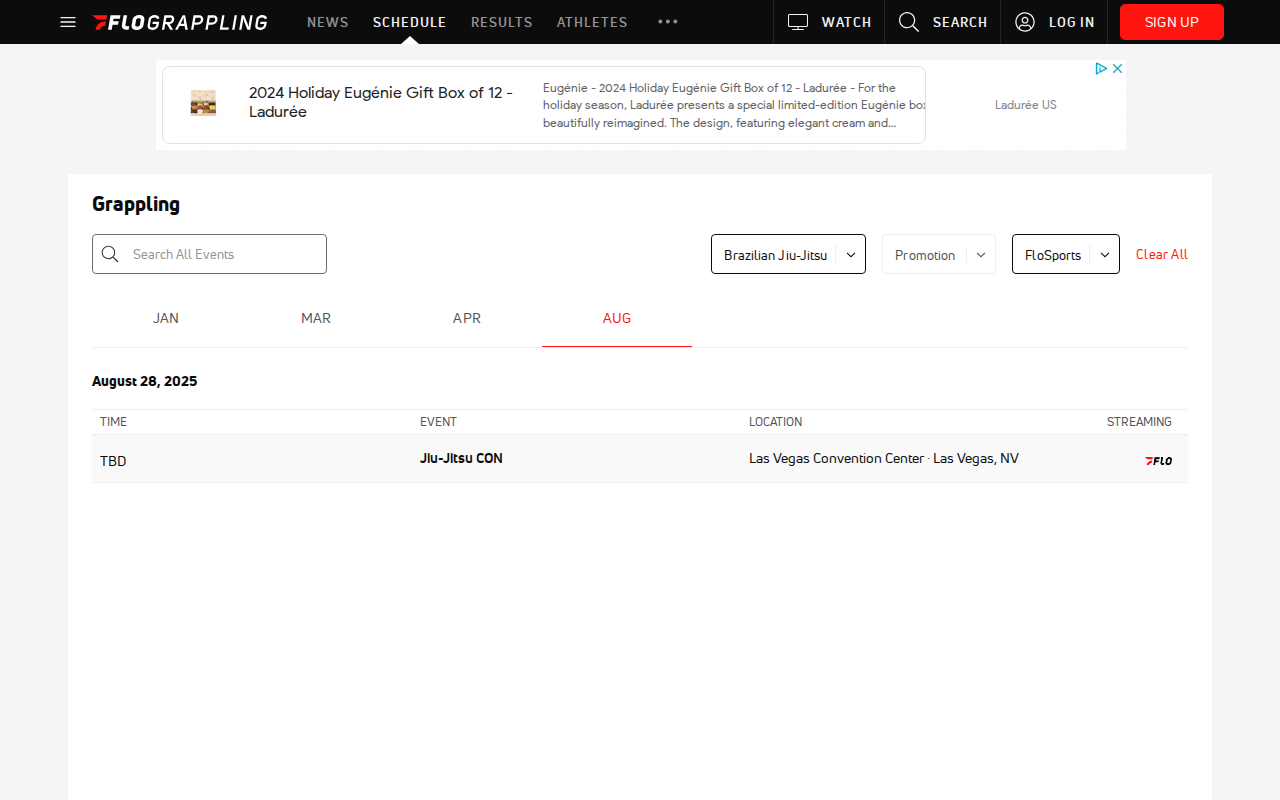 FLOGRAPPLING NEWS SCHEDULE RESULTS ATHLETES ••• WATCH SEARCH LOG IN SIGN UP
2024 Holiday Eugénie Gift Box of 12 -
Ladurée
Eugénie - 2024 Holiday Eugénie Gift Box of 12 - Ladurée - For the
holiday season, Ladurée presents a special limited-edition Eugénie box
beautifully reimagined. The design, featuring elegant cream and...
Ladurée US
Grappling
Search All Events Brazilian Jiu-Jitsu Promotion FloSports Clear All
JAN MAR APR AUG
August 28, 2025
TIME EVENT LOCATION STREAMING
TBD Jiu-Jitsu CON Las Vegas Convention Center · Las Vegas, NV FLO